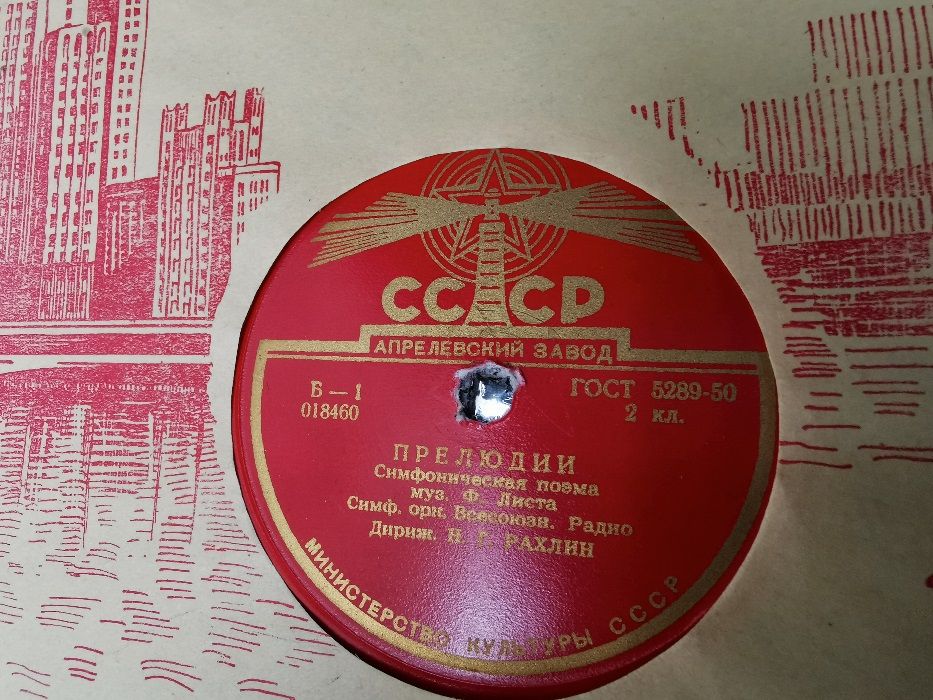 СССР
АПРЕЛЕВСКИЙ ЗАВОД
Б — 1
018460
ГОСТ 5289-50
2 кл.
ПРЕЛЮДИИ
Симфоническая поэма
муз. Ф. Листа
Симф. орк. Всесоюзн. Радио
Дириж. Н. Г. РАХЛИН
МИНИСТЕРСТВО КУЛЬТУРЫ СССР